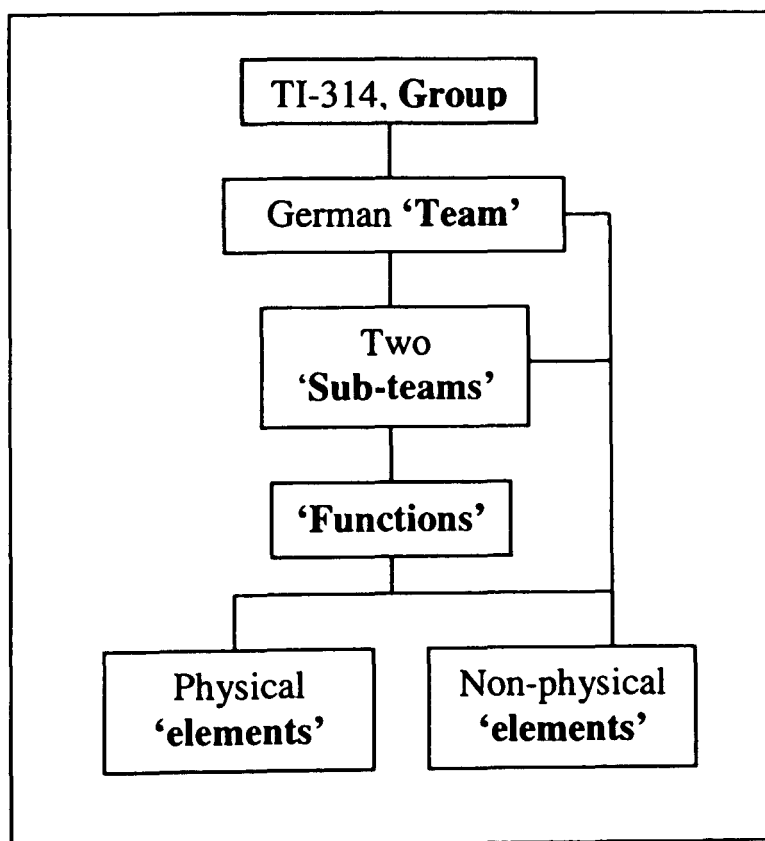 TI-314, Group
German ‘Team’
Two
‘Sub-teams’
‘Functions’
Physical
‘elements’
Non-physical
‘elements’